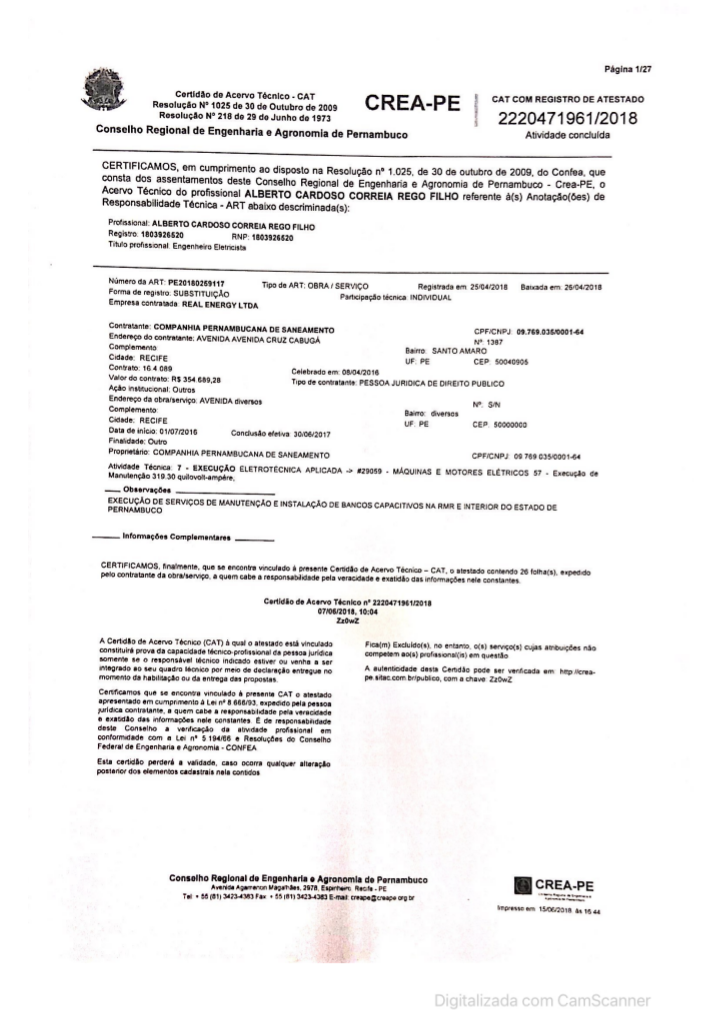 Página 1/27
Certidão de Acervo Técnico - CAT
Resolução Nº 1025 de 30 de Outubro de 2009
Resolução Nº 218 de 29 de Junho de 1973
Conselho Regional de Engenharia e Agronomia de Pernambuco
CREA-PE
CAT COM REGISTRO DE ATESTADO
2220471961/2018
Atividade concluída
CERTIFICAMOS, em cumprimento ao disposto na Resolução nº 1.025, de 30 de outubro de 2009, do Confea, que
consta dos assentamentos deste Conselho Regional de Engenharia e Agronomia de Pernambuco - Crea-PE, o
Acervo Técnico do profissional ALBERTO CARDOSO CORREIA REGO FILHO referente à(s) Anotação(ões) de
Responsabilidade Técnica - ART abaixo descriminada(s):
Profissional: ALBERTO CARDOSO CORREIA REGO FILHO
Registro: 1803926520 RNP: 1803926520
Título profissional: Engenheiro Eletricista
Número da ART: PE20180259117 Tipo de ART: OBRA / SERVIÇO Registrada em: 25/04/2018 Baixada em: 26/04/2018
Forma de registro: SUBSTITUIÇÃO Participação técnica: INDIVIDUAL
Empresa contratada: REAL ENERGY LTDA
Contratante: COMPANHIA PERNAMBUCANA DE SANEAMENTO CPF/CNPJ: 09.769.035/0001-64
Endereço do contratante: AVENIDA AVENIDA CRUZ CABUGÁ Nº: 1387
Complemento: Bairro: SANTO AMARO
Cidade: RECIFE UF: PE CEP: 50040905
Contrato: 16.4.089 Celebrado em: 08/04/2016
Valor do contrato: R$ 354.689,28 Tipo de contratante: PESSOA JURIDICA DE DIREITO PUBLICO
Ação Institucional: Outros
Endereço da obra/serviço: AVENIDA diversos Nº: S/N
Complemento: Bairro: diversos
Cidade: RECIFE UF: PE CEP: 50000000
Data de início: 01/07/2016 Conclusão efetiva: 30/06/2017
Finalidade: Outro
Proprietário: COMPANHIA PERNAMBUCANA DE SANEAMENTO CPF/CNPJ: 09.769.035/0001-64
Atividade Técnica: 7 - EXECUÇÃO ELETROTÉCNICA APLICADA -> #29059 - MÁQUINAS E MOTORES ELÉTRICOS 57 - Execução de
Manutenção 319.30 quilovolt-ampère,
Observações
EXECUÇÃO DE SERVIÇOS DE MANUTENÇÃO E INSTALAÇÃO DE BANCOS CAPACITIVOS NA RMR E INTERIOR DO ESTADO DE
PERNAMBUCO
Informações Complementares
CERTIFICAMOS, finalmente, que se encontra vinculado à presente Certidão de Acervo Técnico – CAT, o atestado contendo 26 folha(s), expedido
pelo contratante da obra/serviço, a quem cabe a responsabilidade pela veracidade e exatidão das informações nele constantes.
Certidão de Acervo Técnico nº 2220471961/2018
07/06/2018, 10:04
Zz0wZ
A Certidão de Acervo Técnico (CAT) à qual o atestado está vinculado
constituirá prova da capacidade técnico-profissional da pessoa jurídica
somente se o responsável técnico indicado estiver ou venha a ser
integrado ao seu quadro técnico por meio de declaração entregue no
momento da habilitação ou da entrega das propostas.
Certificamos que se encontra vinculado à presente CAT o atestado
apresentado em cumprimento à Lei nº 8.666/93, expedido pela pessoa
jurídica contratante, a quem cabe a responsabilidade pela veracidade
e exatidão das informações nele constantes. É de responsabilidade
deste Conselho a verificação da atividade profissional em
conformidade com a Lei nº 5.194/66 e Resoluções do Conselho
Federal de Engenharia e Agronomia - CONFEA
Esta certidão perderá a validade, caso ocorra qualquer alteração
posterior dos elementos cadastrais nela contidos
Fica(m) Excluído(s), no entanto, o(s) serviço(s) cujas atribuições não
competem ao(s) profissional(is) em questão
A autenticidade desta Certidão pode ser verificada em: http://crea-
pe.sitac.com.br/publico, com a chave: Zz0wZ
Conselho Regional de Engenharia e Agronomia de Pernambuco
Avenida Agamenon Magalhães, 2978, Espinheiro, Recife - PE
Tel: + 55 (81) 3423-4383 Fax: + 55 (81) 3423-4383 E-mail: creape@creape.org.br
CREA-PE
Impresso em: 15/06/2018 às 16:44
Digitalizada com CamScanner